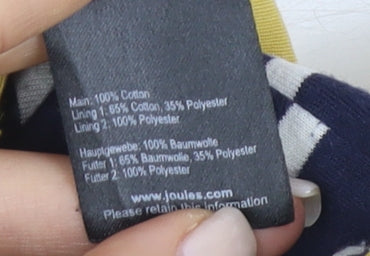 Main: 100% Cotton
Lining 1: 65% Cotton, 35% Polyester
Lining 2: 100% Polyester
Hauptgewebe: 100% Baumwolle
Futter 1: 65% Baumwolle, 35% Polyester
Futter 2: 100% Polyester
www.joules.com
Please retain this information